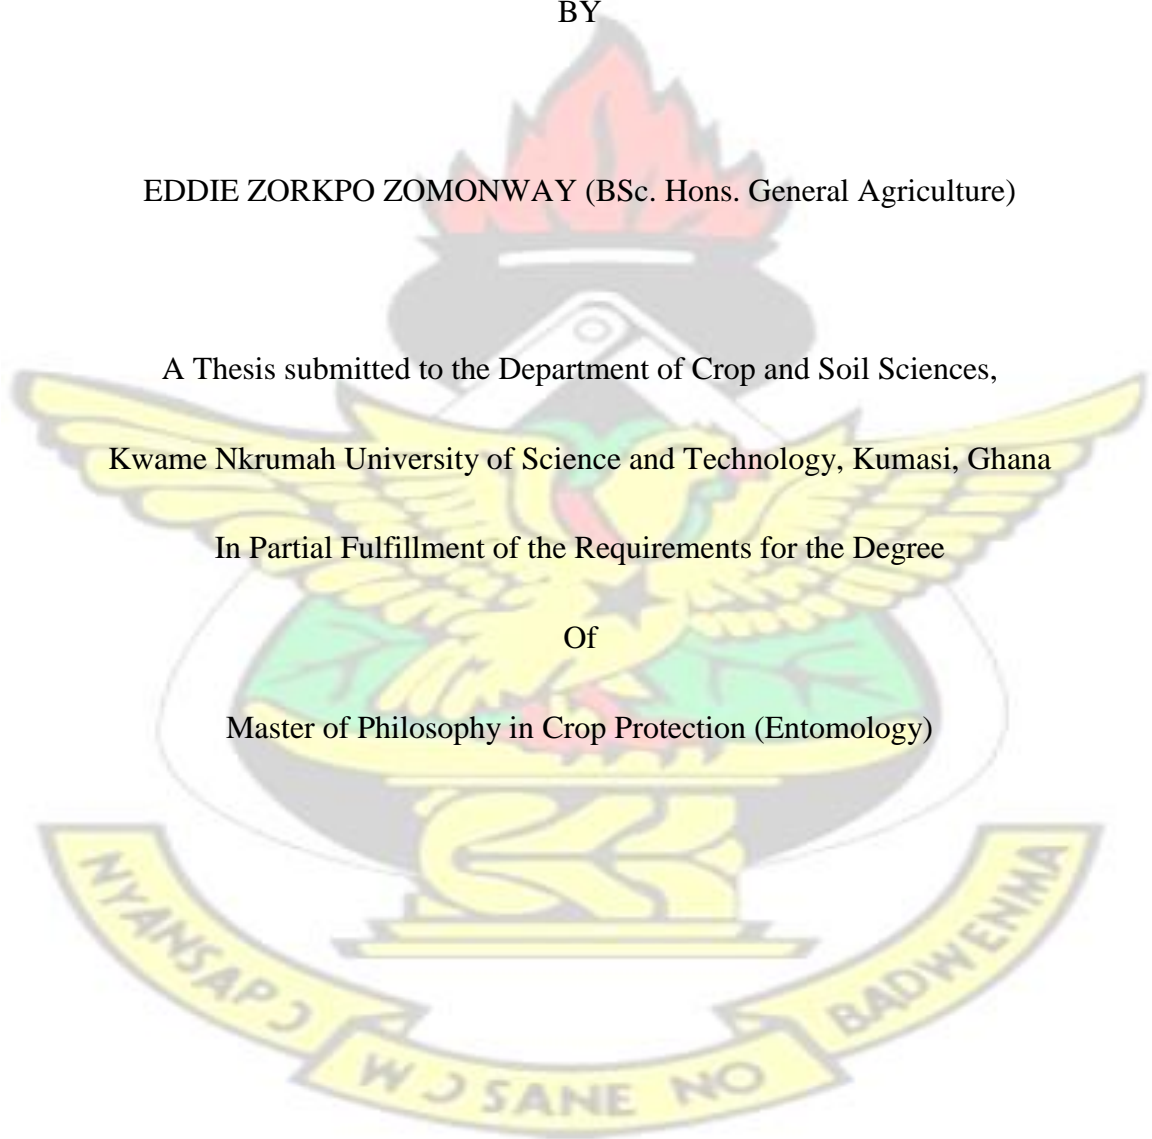 BY
EDDIE ZORKPO ZOMONWAY (BSc. Hons. General Agriculture)
A Thesis submitted to the Department of Crop and Soil Sciences,
Kwame Nkrumah University of Science and Technology, Kumasi, Ghana
In Partial Fulfillment of the Requirements for the Degree
Of
Master of Philosophy in Crop Protection (Entomology)
NYANSAPƆ
WƆSANE NO
BADWENMA